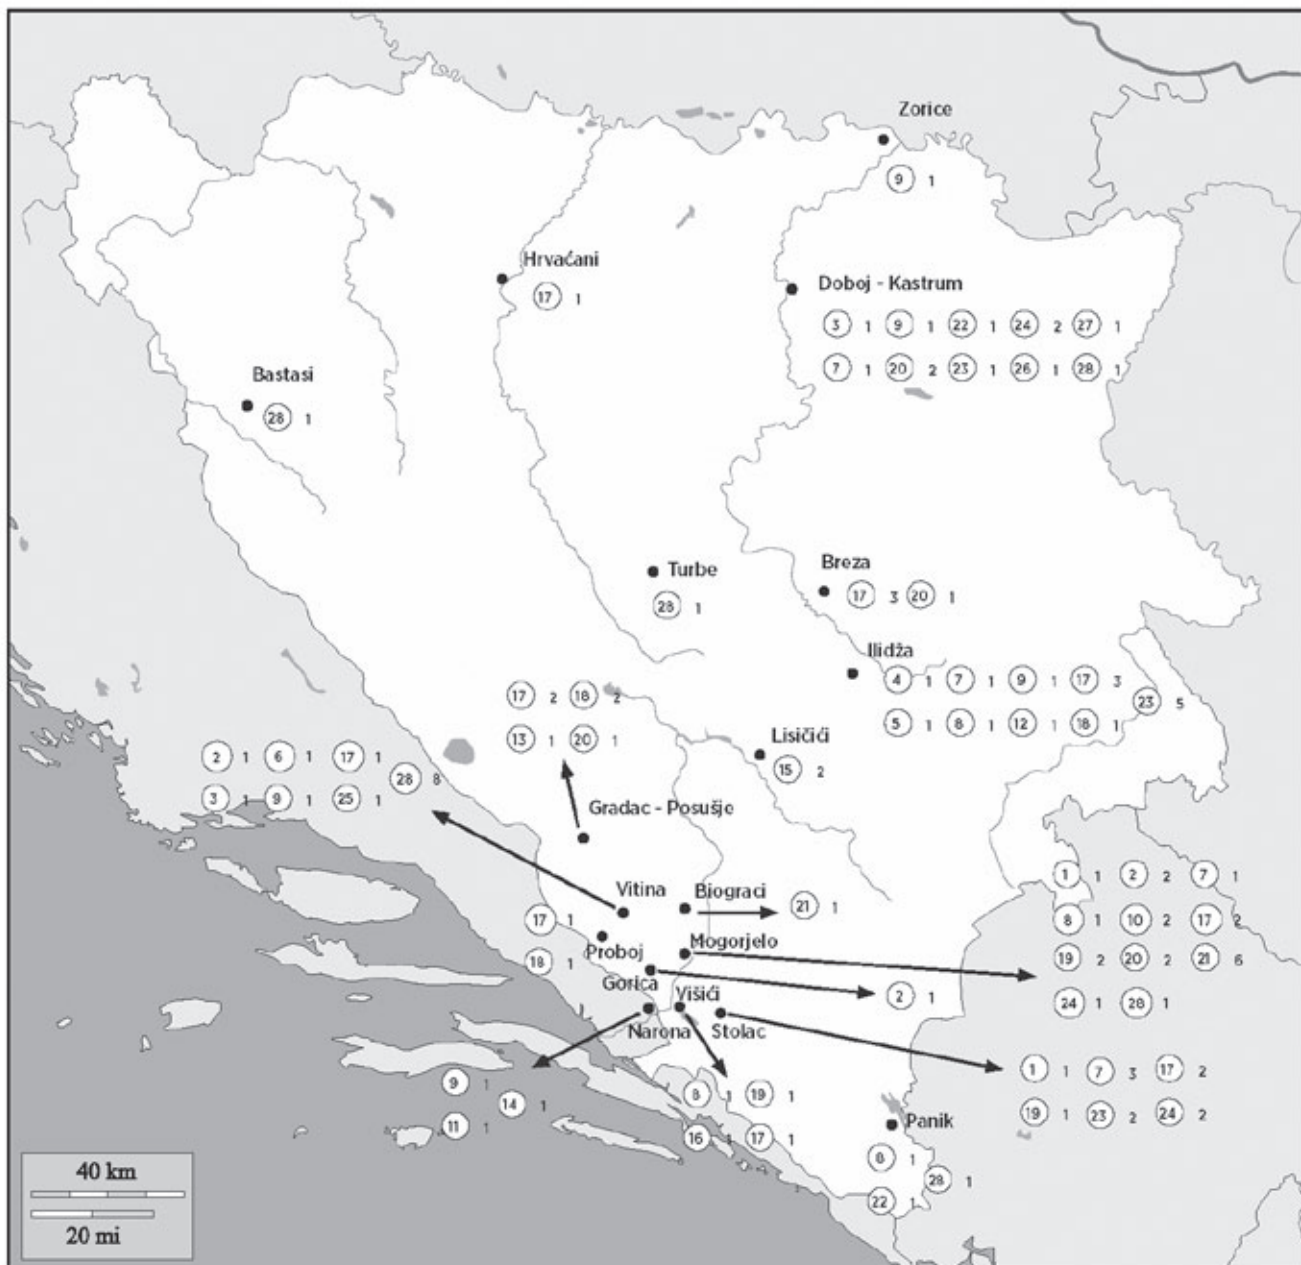 Zorice
9 1
Hrvaćani
17 1
Doboj - Kastrum
3 1 9 1 22 1 24 2 27 1
7 1 20 2 23 1 26 1 28 1
Bastasi
28 1
Turbe
28 1
Breza
17 3 20 1
Ilidža
4 1 7 1 9 1 17 3
23 5
5 1 8 1 12 1 18 1
17 2 18 2
13 1 20 1
Lisičići
15 2
2 1 6 1 17 1
28 8
3 1 9 1 25 1
Gradac - Posušje
Vitina
Biograci
21 1
17 1
Proboj
18 1
Mogorjelo
1 1 2 2 7 1
8 1 10 2 17 2
19 2 20 2 21 6
24 1 28 1
Gorica
2 1
Višići
Narona
Stolac
9 1
14 1
11 1
8 1 19 1
16 1 17 1
1 1 7 3 17 2
19 1 23 2 24 2
Panik
8 1
28 1
22 1
40 km
20 mi